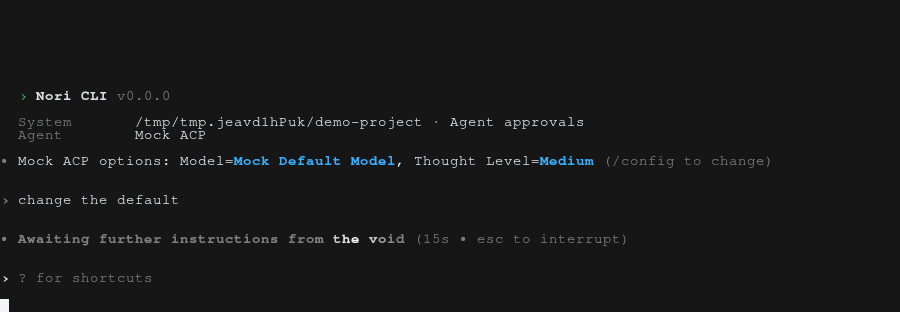 › Nori CLI v0.0.0
System /tmp/tmp.jeavd1hPuk/demo-project · Agent approvals
Agent Mock ACP
• Mock ACP options: Model=Mock Default Model, Thought Level=Medium (/config to change)
› change the default
• Awaiting further instructions from the void (15s • esc to interrupt)
› ? for shortcuts